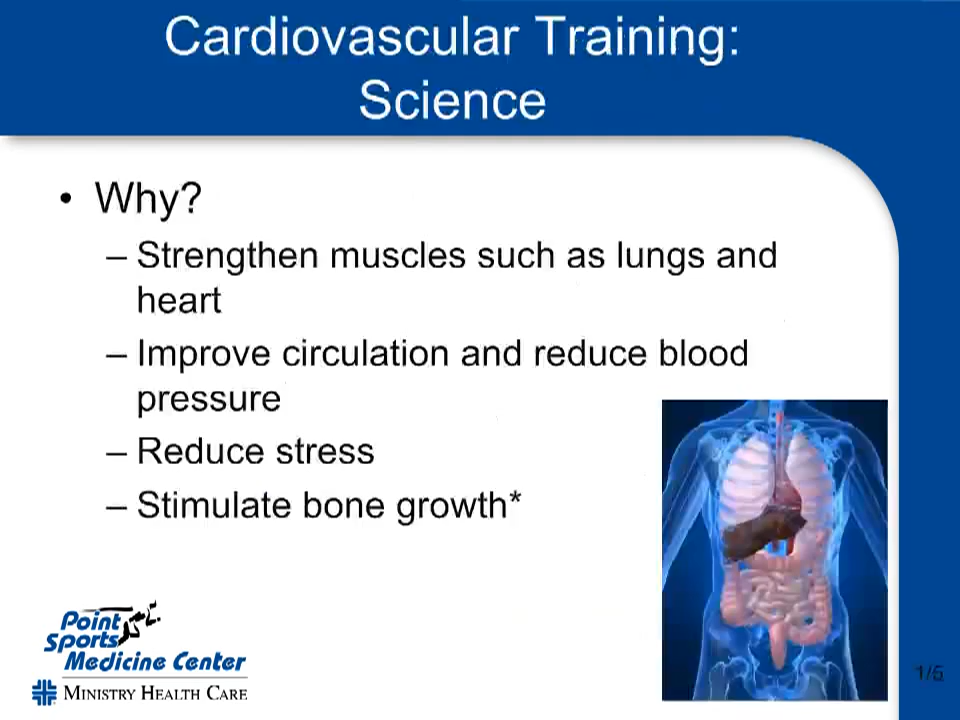 Cardiovascular Training:
Science
• Why?
– Strengthen muscles such as lungs and
heart
– Improve circulation and reduce blood
pressure
– Reduce stress
– Stimulate bone growth*
Point
Sports
Medicine Center
MINISTRY HEALTH CARE
1/5